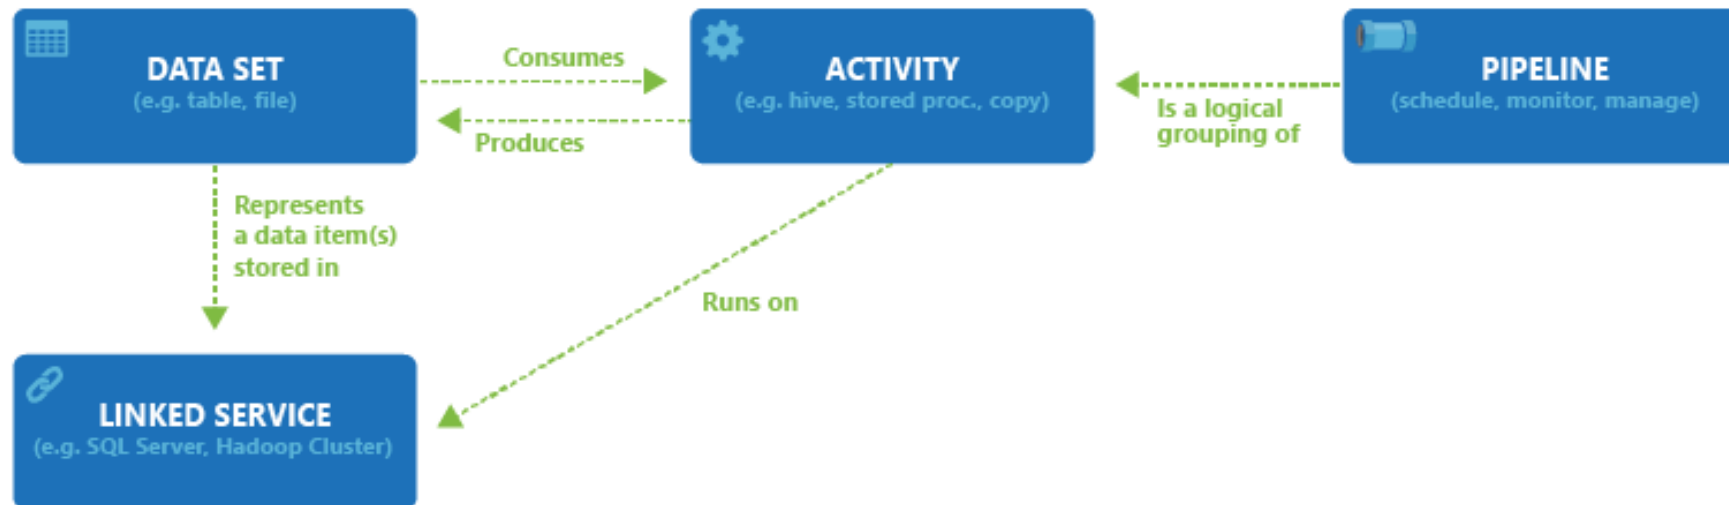 DATA SET
(e.g. table, file)
Consumes
Produces
ACTIVITY
(e.g. hive, stored proc., copy)
Is a logical
grouping of
PIPELINE
(schedule, monitor, manage)
Represents
a data item(s)
stored in
Runs on
LINKED SERVICE
(e.g. SQL Server, Hadoop Cluster)